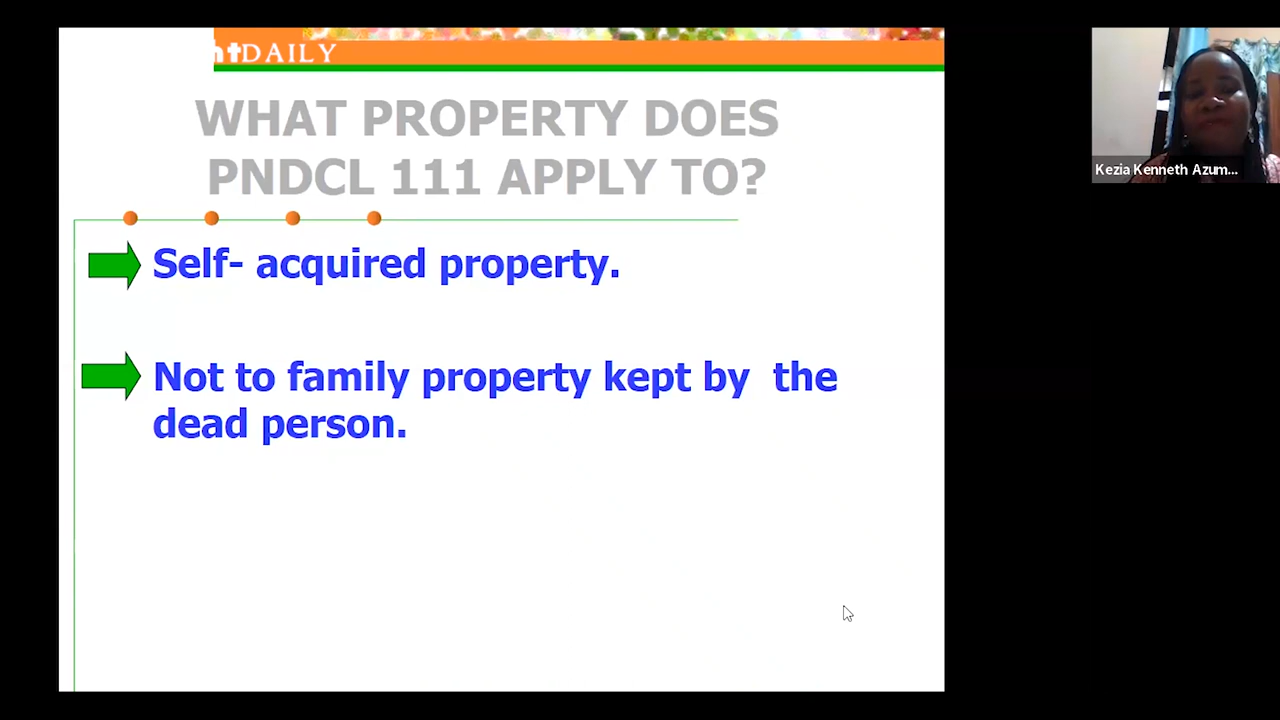 DAILY
WHAT PROPERTY DOES
PNDCL 111 APPLY TO?
Self- acquired property.
Not to family property kept by the
dead person.
Kezia Kenneth Azum...